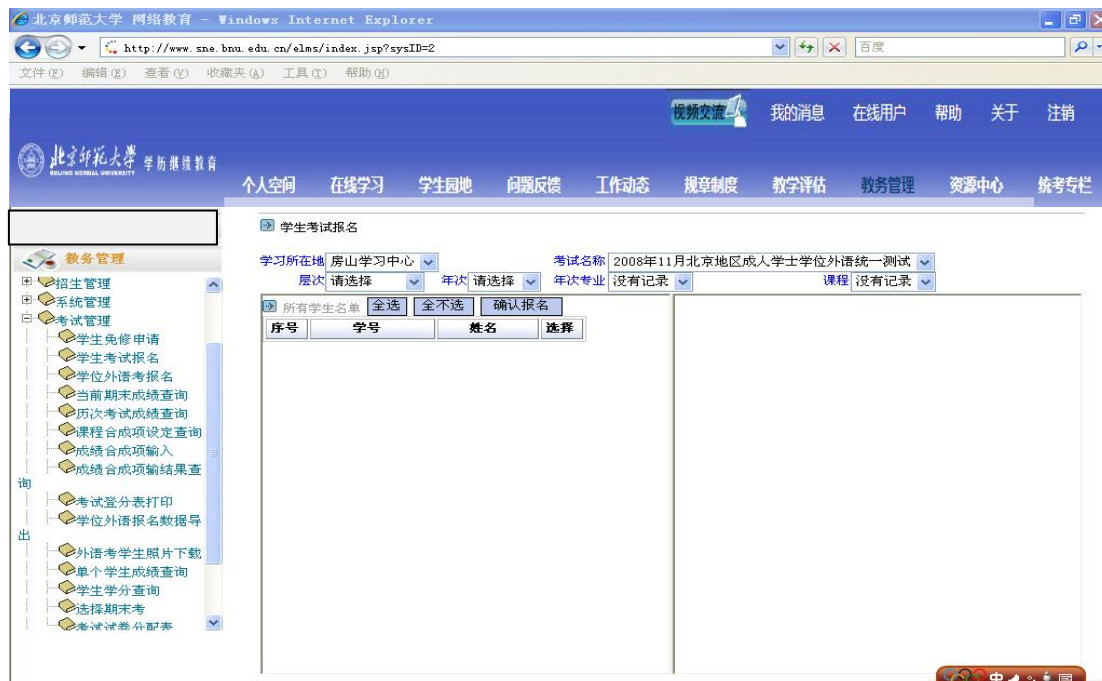 北京师范大学 网络教育 - Windows Internet Explorer
http://www.sne.bnu.edu.cn/elms/index.jsp?sysID=2
百度
文件(F) 编辑(E) 查看(V) 收藏夹(A) 工具(T) 帮助(H)
视频交流 我的消息 在线用户 帮助 关于 注销
北京师范大学 学历继续教育
BEIJING NORMAL UNIVERSITY
个人空间 在线学习 学生园地 问题反馈 工作动态 规章制度 教学评估 教务管理 资源中心 统考专栏
学生考试报名
教务管理
学习所在地 房山学习中心 考试名称 2008年11月北京地区成人学士学位外语统一测试
层次 请选择 年次 请选择 年次专业 没有记录 课程 没有记录
所有学生名单 全选 全不选 确认报名
序号 学号 姓名 选择
招生管理
系统管理
考试管理
学生免修申请
学生考试报名
学位外语考报名
当前期末成绩查询
历次考试成绩查询
课程合成项设定查询
成绩合成项输入
成绩合成项输结果查
询
考试登分表打印
学位外语报名数据导
出
外语考学生照片下载
单个学生成绩查询
学生学分查询
选择期末考
考试试卷分配表
中